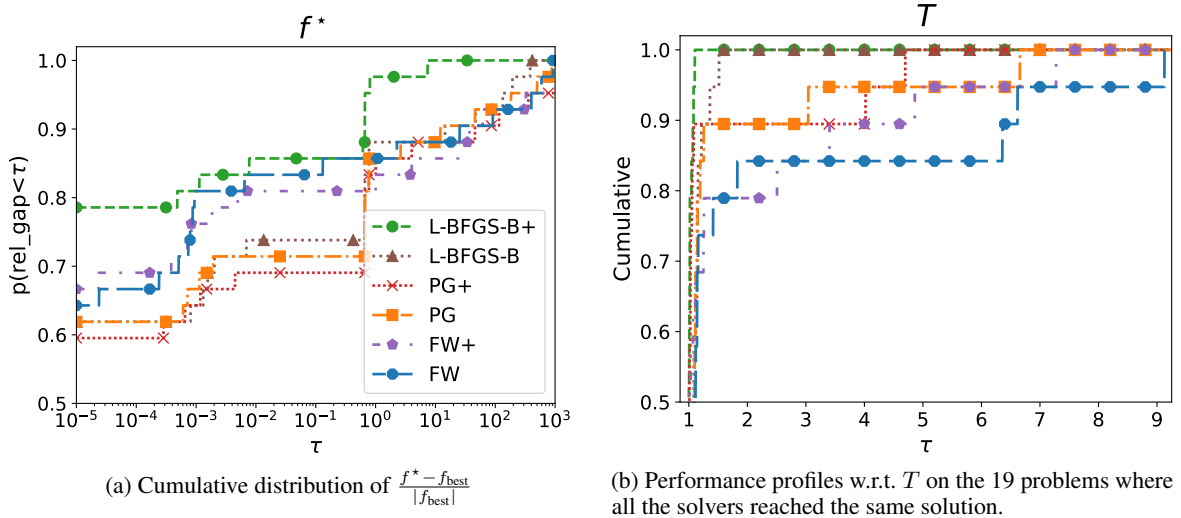 f⋆
p(rel_gap<τ)
1.0
0.9
0.8
0.7
0.6
0.5
10⁻⁵ 10⁻⁴ 10⁻³ 10⁻² 10⁻¹ 10⁰ 10¹ 10² 10³
τ
L-BFGS-B+
L-BFGS-B
PG+
PG
FW+
FW
(a) Cumulative distribution of (f⋆ − f_best)/|f_best|
T
Cumulative
1.0
0.9
0.8
0.7
0.6
0.5
1 2 3 4 5 6 7 8 9
τ
(b) Performance profiles w.r.t. T on the 19 problems where
all the solvers reached the same solution.